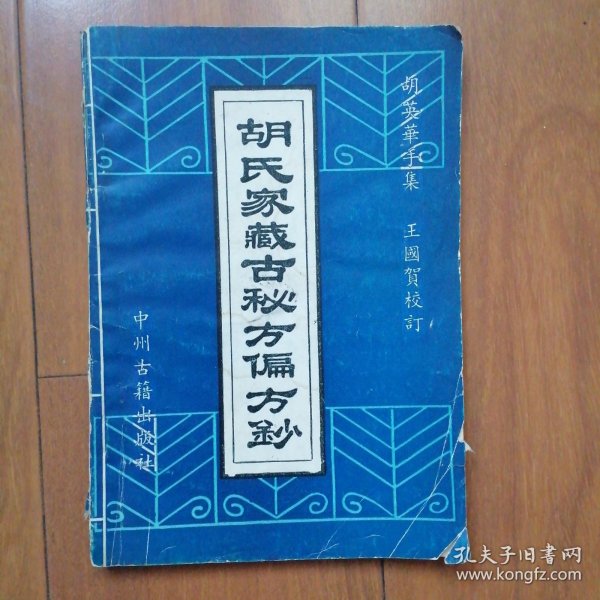 胡英華手集 王國賀校訂
胡氏家藏古秘方偏方鈔
中州古籍出版社
孔夫子旧书网
www.kongfz.com